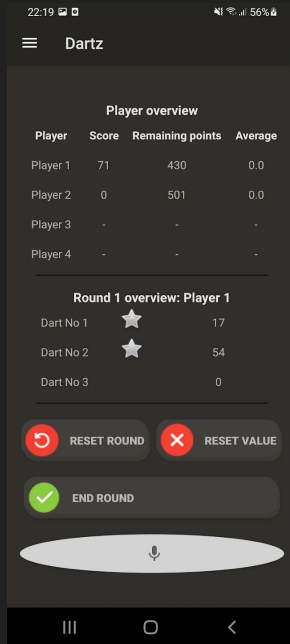 22:19 56%
Dartz
Player overview
Player Score Remaining points Average
Player 1 71 430 0.0
Player 2 0 501 0.0
Player 3 - - -
Player 4 - - -
Round 1 overview: Player 1
Dart No 1 17
Dart No 2 54
Dart No 3 0
RESET ROUND RESET VALUE
END ROUND